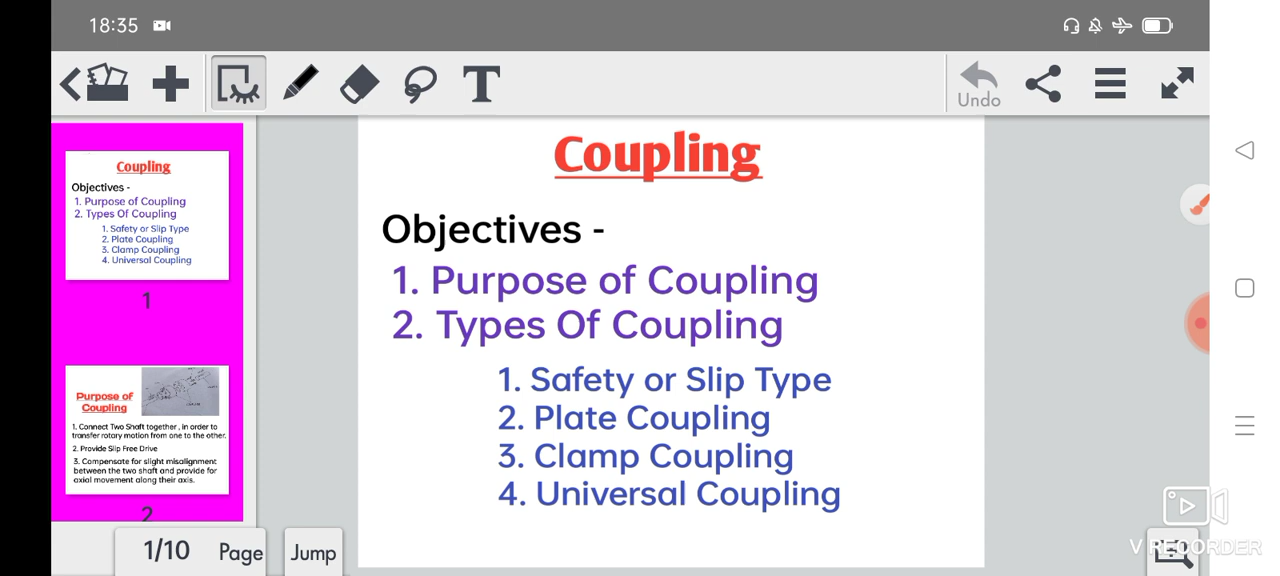 18:35
Undo
Coupling
Objectives -
1. Purpose of Coupling
2. Types Of Coupling
1. Safety or Slip Type
2. Plate Coupling
3. Clamp Coupling
4. Universal Coupling
1
Purpose of
Coupling
1. Connect Two Shaft together , in order to
transfer rotary motion from one to the other.
2. Provide Slip Free Drive
3. Compensate for slight misalignment
between the two shaft and provide for
axial movement along their axis.
2
Coupling
Objectives -
1. Purpose of Coupling
2. Types Of Coupling
1. Safety or Slip Type
2. Plate Coupling
3. Clamp Coupling
4. Universal Coupling
1/10 Page Jump
V RECORDER